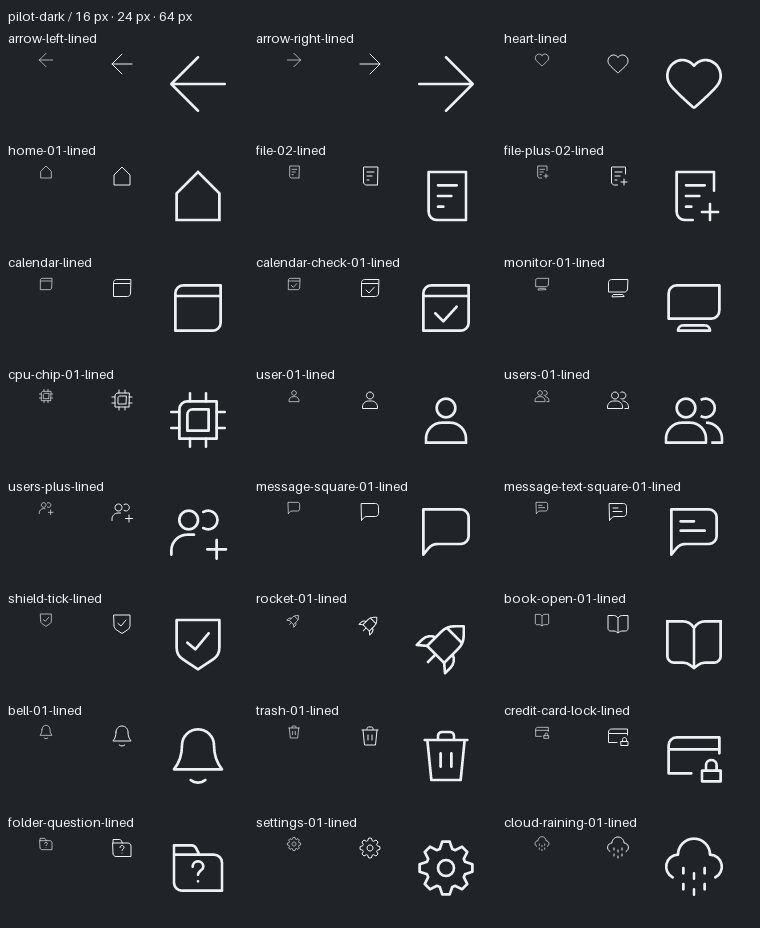 pilot-dark / 16 px · 24 px · 64 px
arrow-left-lined
arrow-right-lined
heart-lined
home-01-lined
file-02-lined
file-plus-02-lined
calendar-lined
calendar-check-01-lined
monitor-01-lined
cpu-chip-01-lined
user-01-lined
users-01-lined
users-plus-lined
message-square-01-lined
message-text-square-01-lined
shield-tick-lined
rocket-01-lined
book-open-01-lined
bell-01-lined
trash-01-lined
credit-card-lock-lined
folder-question-lined
settings-01-lined
cloud-raining-01-lined